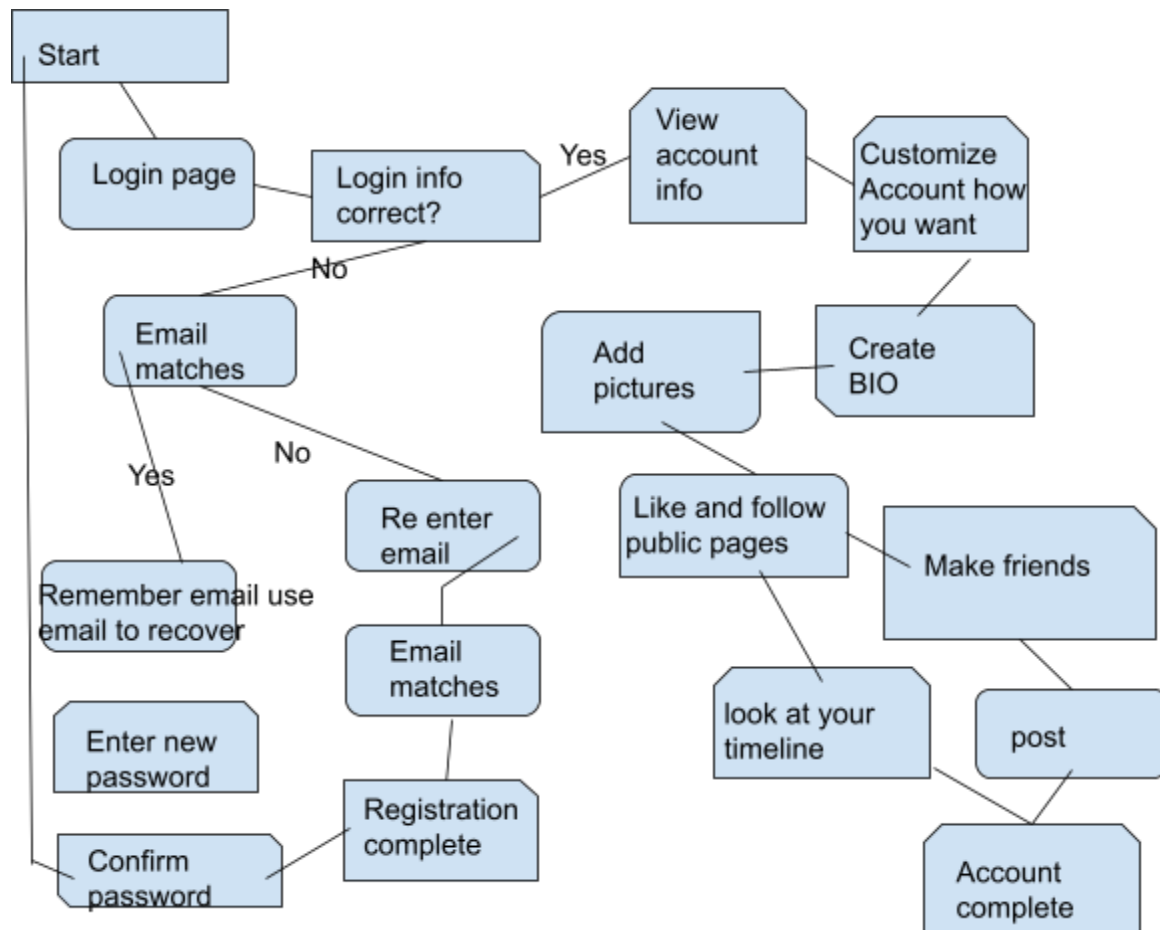 Start
Login page
Login info
correct?
Yes
View
account
info
Customize
Account how
you want
No
Email
matches
Add
pictures
Create
BIO
Yes
No
Re enter
email
Like and follow
public pages
Make friends
Remember email use
email to recover
Email
matches
look at your
timeline
post
Enter new
password
Registration
complete
Confirm
password
Account
complete